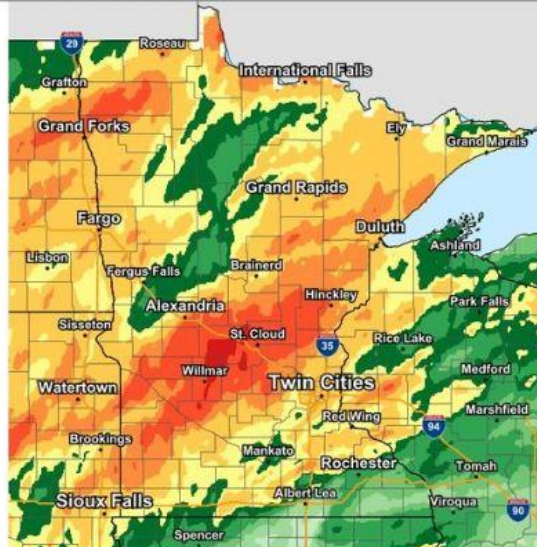 29
Roseau
Grafton
International Falls
Grand Forks
Ely
Grand Marais
Grand Rapids
Fargo
Duluth
Ashland
Lisbon
Fergus Falls
Brainerd
Hinckley
Alexandria
Park Falls
Sisseton
St. Cloud
35
Rice Lake
Willmar
Medford
Twin Cities
Watertown
Marshfield
Red Wing
94
Brookings
Mankato
Rochester
Tomah
Albert Lea
Sioux Falls
Viroqua
90
Spencer